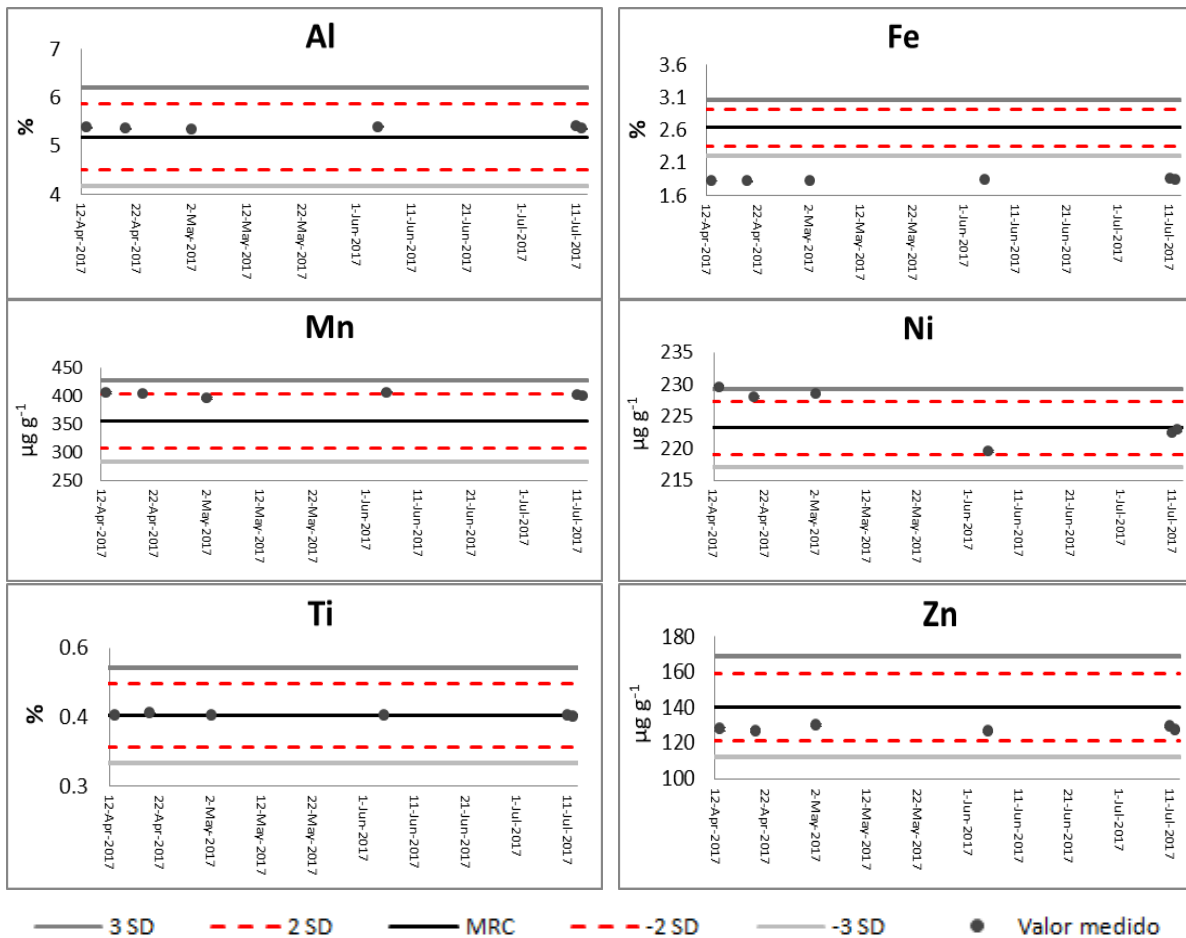 Al
7
6
5
4
%
12-Apr-2017
22-Apr-2017
2-May-2017
12-May-2017
22-May-2017
1-Jun-2017
11-Jun-2017
21-Jun-2017
1-Jul-2017
11-Jul-2017
Fe
3.6
3.1
2.6
2.1
1.6
%
12-Apr-2017
22-Apr-2017
2-May-2017
12-May-2017
22-May-2017
1-Jun-2017
11-Jun-2017
21-Jun-2017
1-Jul-2017
11-Jul-2017
Mn
450
400
350
300
250
µg g-1
12-Apr-2017
22-Apr-2017
2-May-2017
12-May-2017
22-May-2017
1-Jun-2017
11-Jun-2017
21-Jun-2017
1-Jul-2017
11-Jul-2017
Ni
235
230
225
220
215
µg g-1
12-Apr-2017
22-Apr-2017
2-May-2017
12-May-2017
22-May-2017
1-Jun-2017
11-Jun-2017
21-Jun-2017
1-Jul-2017
11-Jul-2017
Ti
0.6
0.4
0.3
%
12-Apr-2017
22-Apr-2017
2-May-2017
12-May-2017
22-May-2017
1-Jun-2017
11-Jun-2017
21-Jun-2017
1-Jul-2017
11-Jul-2017
Zn
180
160
140
120
100
µg g-1
12-Apr-2017
22-Apr-2017
2-May-2017
12-May-2017
22-May-2017
1-Jun-2017
11-Jun-2017
21-Jun-2017
1-Jul-2017
11-Jul-2017
3 SD 2 SD MRC -2 SD -3 SD Valor medido